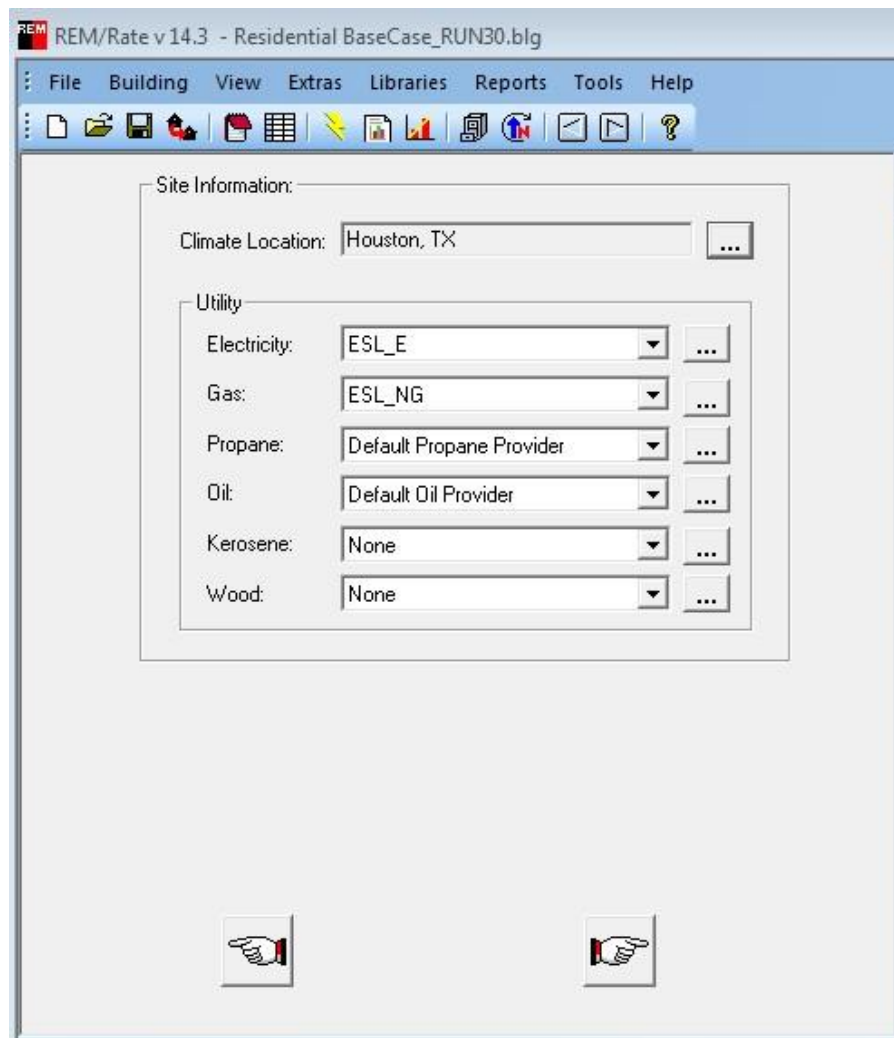 REM REM/Rate v 14.3 - Residential BaseCase_RUN30.blg
File Building View Extras Libraries Reports Tools Help
Site Information:
Climate Location: Houston, TX ...
Utility
Electricity: ESL_E ...
Gas: ESL_NG ...
Propane: Default Propane Provider ...
Oil: Default Oil Provider ...
Kerosene: None ...
Wood: None ...